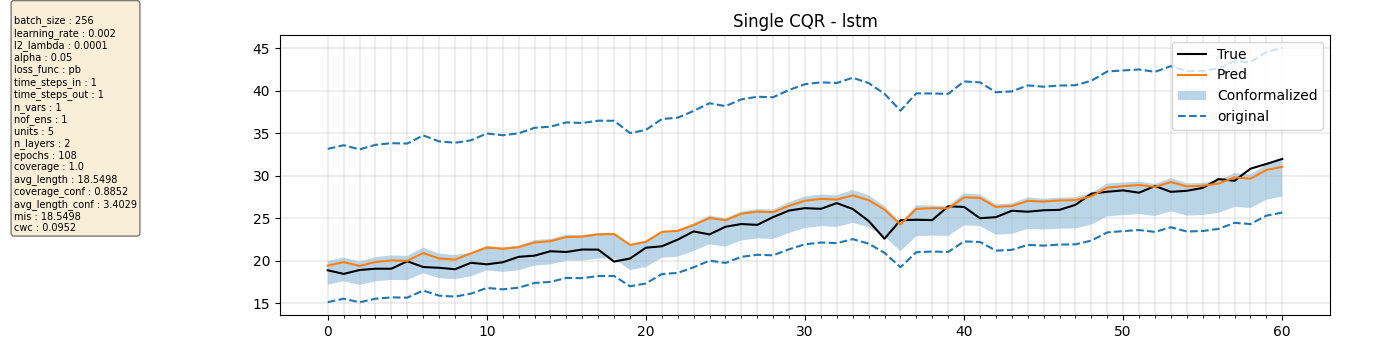 batch_size : 256
learning_rate : 0.002
l2_lambda : 0.0001
alpha : 0.05
loss_func : pb
time_steps_in : 1
time_steps_out : 1
n_vars : 1
nof_ens : 1
units : 5
n_layers : 2
epochs : 108
coverage : 1.0
avg_length : 18.5498
coverage_conf : 0.8852
avg_length_conf : 3.4029
mis : 18.5498
cwc : 0.0952
Single CQR - lstm
45
40
35
30
25
20
15
True
Pred
Conformalized
original
0 10 20 30 40 50 60